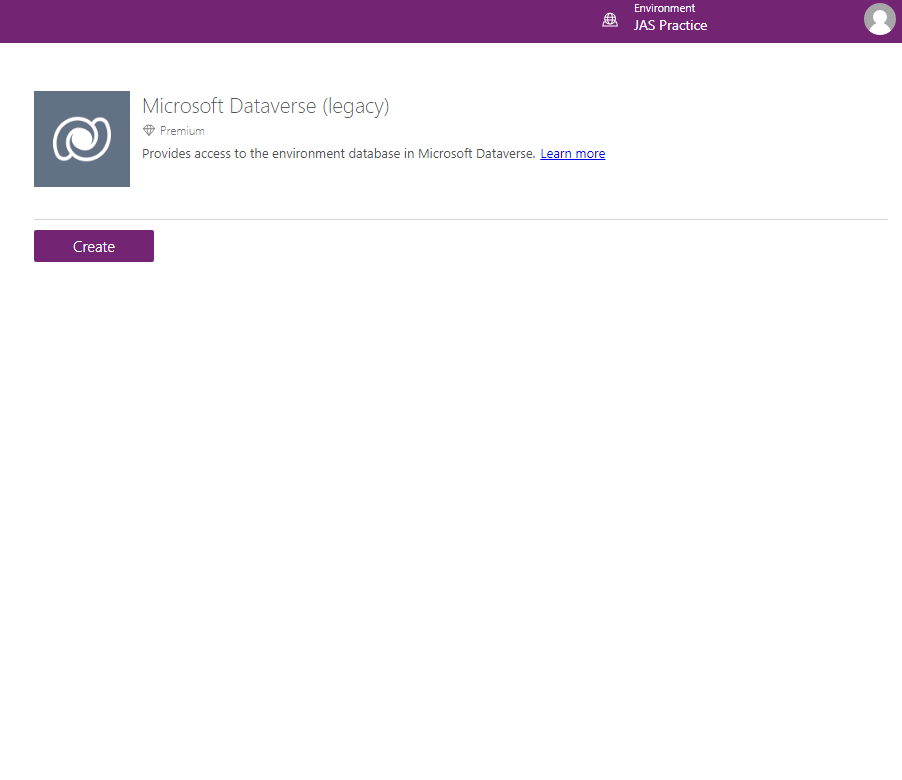 Environment
JAS Practice
Microsoft Dataverse (legacy)
Premium
Provides access to the environment database in Microsoft Dataverse. Learn more
Create